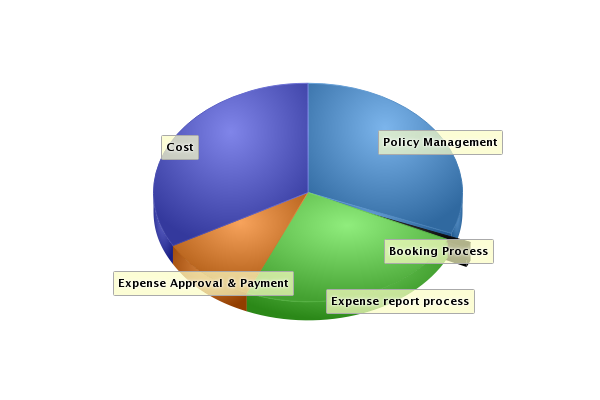 Policy Management
Cost
Booking Process
Expense Approval & Payment
Expense report process